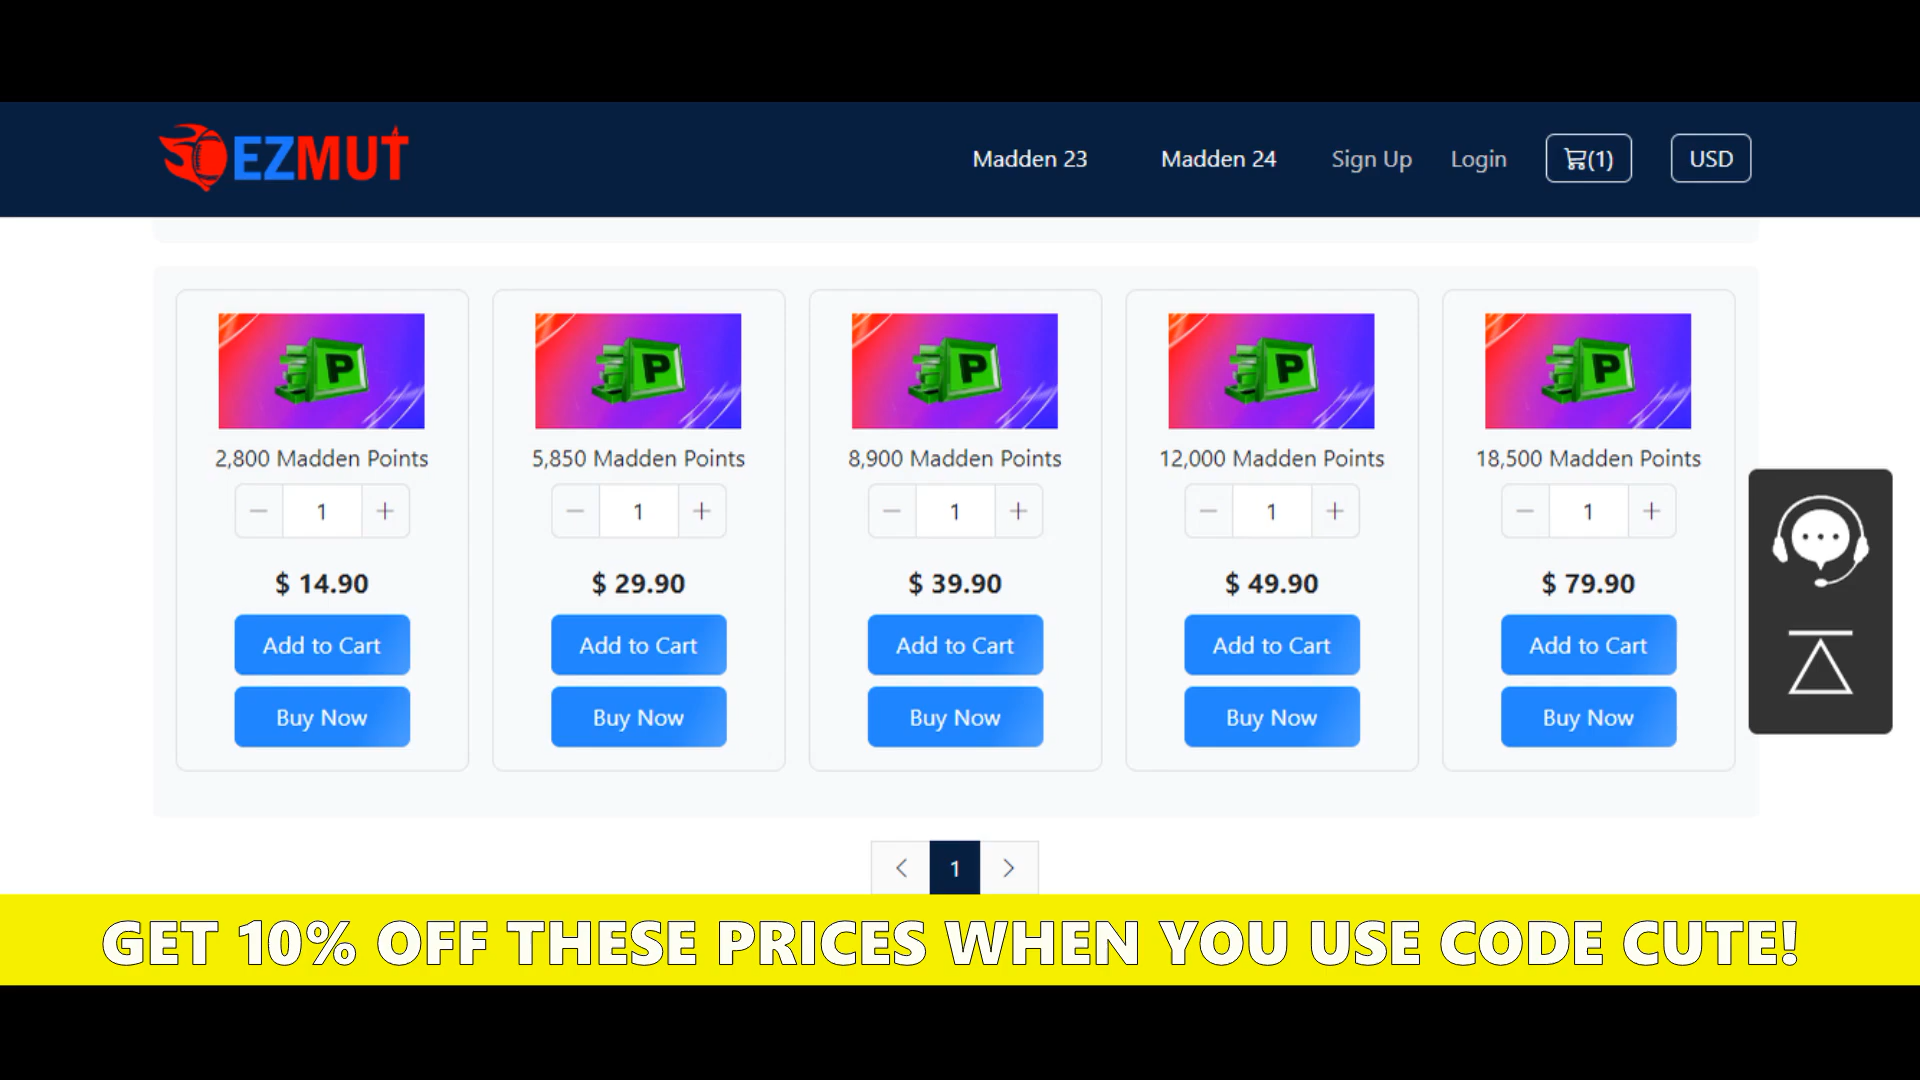 EZMUT
Madden 23 Madden 24 Sign Up Login (1) USD
P P P P P
2,800 Madden Points 5,850 Madden Points 8,900 Madden Points 12,000 Madden Points 18,500 Madden Points
− 1 + − 1 + − 1 + − 1 + − 1 +
$ 14.90 $ 29.90 $ 39.90 $ 49.90 $ 79.90
Add to Cart Add to Cart Add to Cart Add to Cart Add to Cart
Buy Now Buy Now Buy Now Buy Now Buy Now
< 1 >
GET 10% OFF THESE PRICES WHEN YOU USE CODE CUTE!